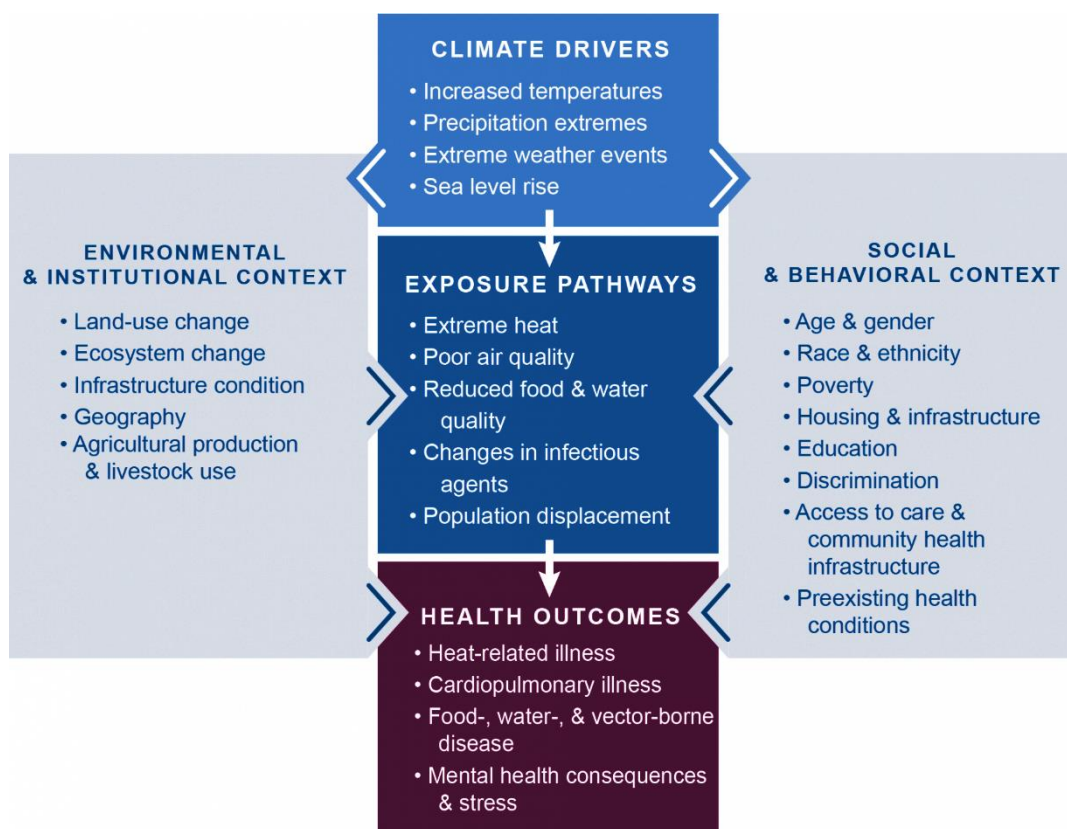 CLIMATE DRIVERS
• Increased temperatures
• Precipitation extremes
• Extreme weather events
• Sea level rise
ENVIRONMENTAL
& INSTITUTIONAL CONTEXT
• Land-use change
• Ecosystem change
• Infrastructure condition
• Geography
• Agricultural production
& livestock use
EXPOSURE PATHWAYS
• Extreme heat
• Poor air quality
• Reduced food & water
quality
• Changes in infectious
agents
• Population displacement
SOCIAL
& BEHAVIORAL CONTEXT
• Age & gender
• Race & ethnicity
• Poverty
• Housing & infrastructure
• Education
• Discrimination
• Access to care &
community health
infrastructure
• Preexisting health
conditions
HEALTH OUTCOMES
• Heat-related illness
• Cardiopulmonary illness
• Food-, water-, & vector-borne
disease
• Mental health consequences
& stress